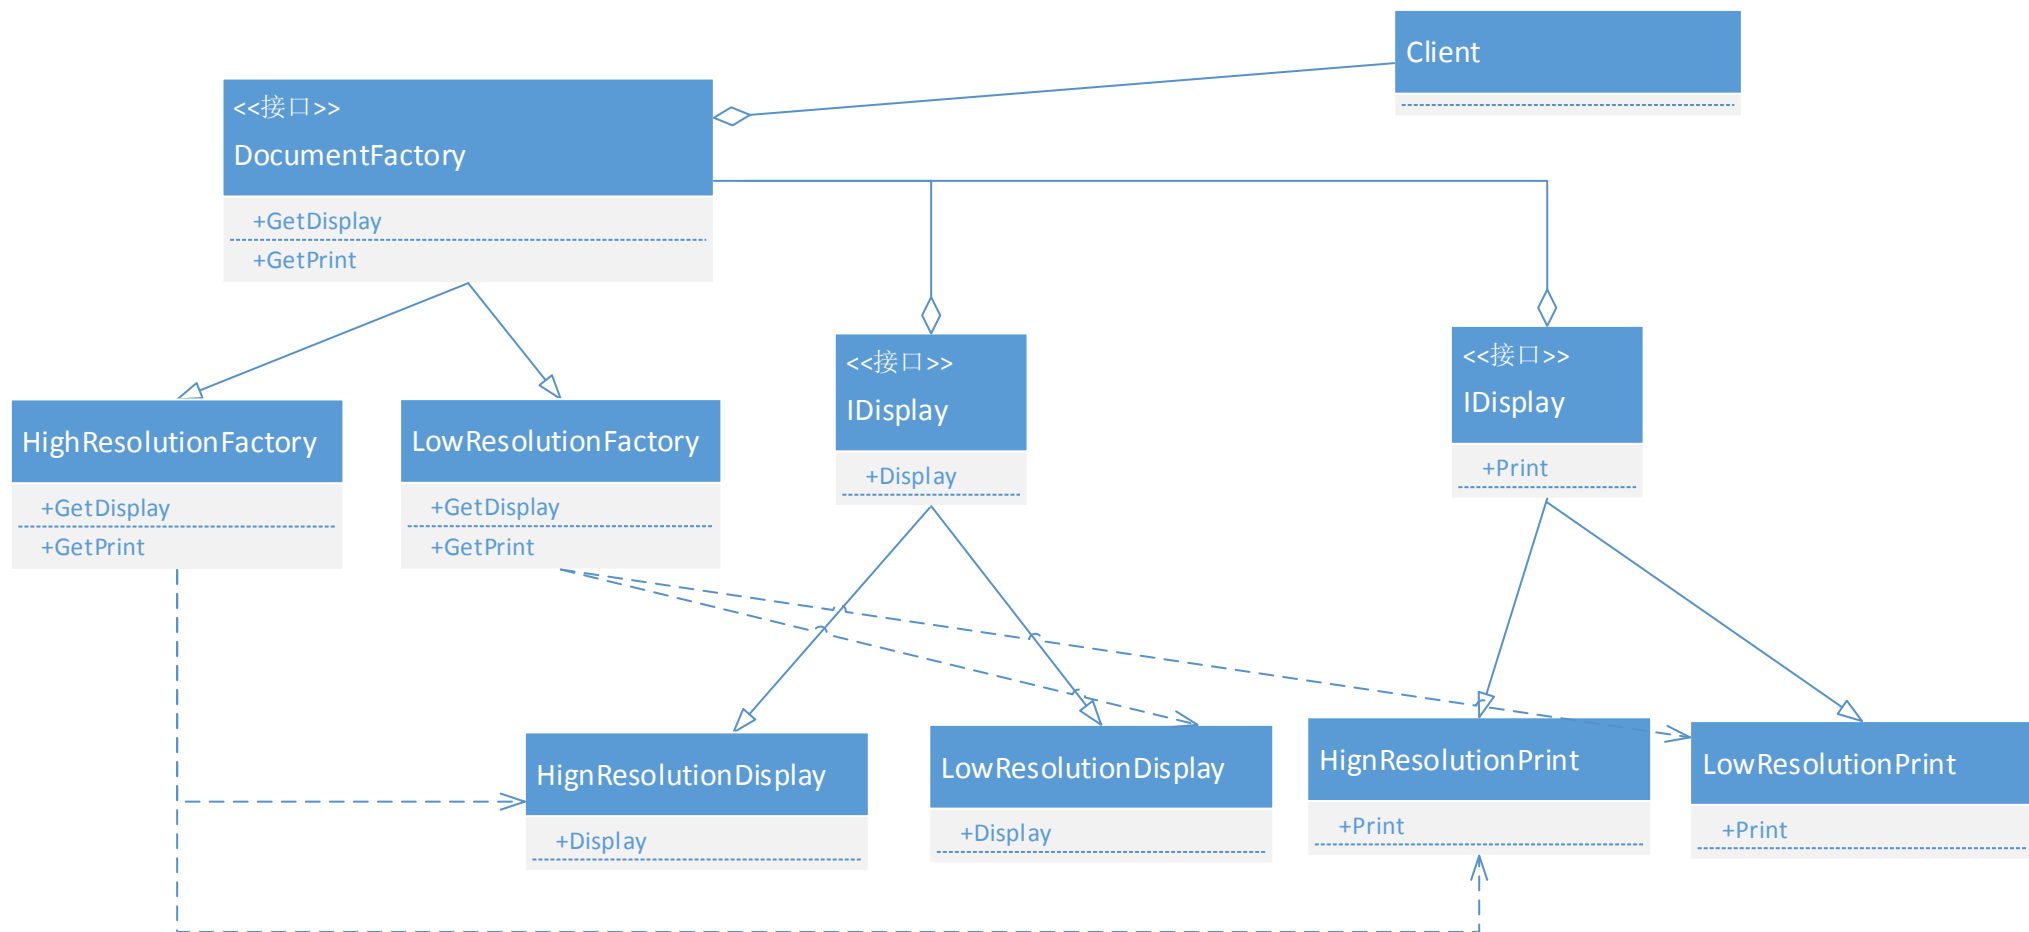 Client
<<接口>>
DocumentFactory
+GetDisplay
+GetPrint
<<接口>>
IDisplay
+Display
<<接口>>
IDisplay
+Print
HighResolutionFactory
+GetDisplay
+GetPrint
LowResolutionFactory
+GetDisplay
+GetPrint
HignResolutionDisplay
+Display
LowResolutionDisplay
+Display
HignResolutionPrint
+Print
LowResolutionPrint
+Print